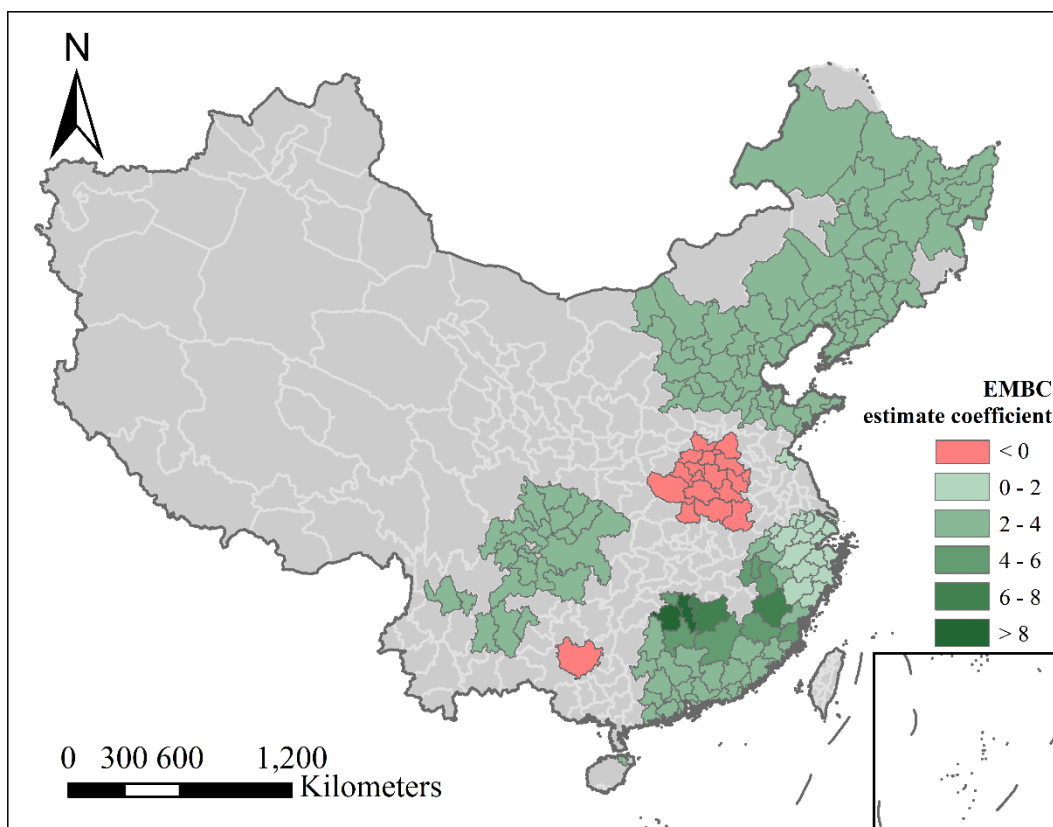 N
EMBC
estimate coefficient
< 0
0 - 2
2 - 4
4 - 6
6 - 8
> 8
0 300 600 1,200
Kilometers